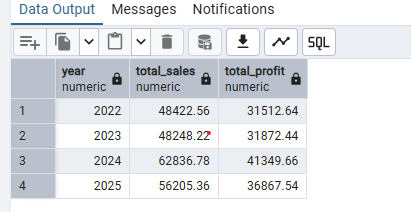 Data Output Messages Notifications
SQL
year total_sales total_profit
numeric numeric numeric
1 2022 48422.56 31512.64
2 2023 48248.22 31872.44
3 2024 62836.78 41349.66
4 2025 56205.36 36867.54